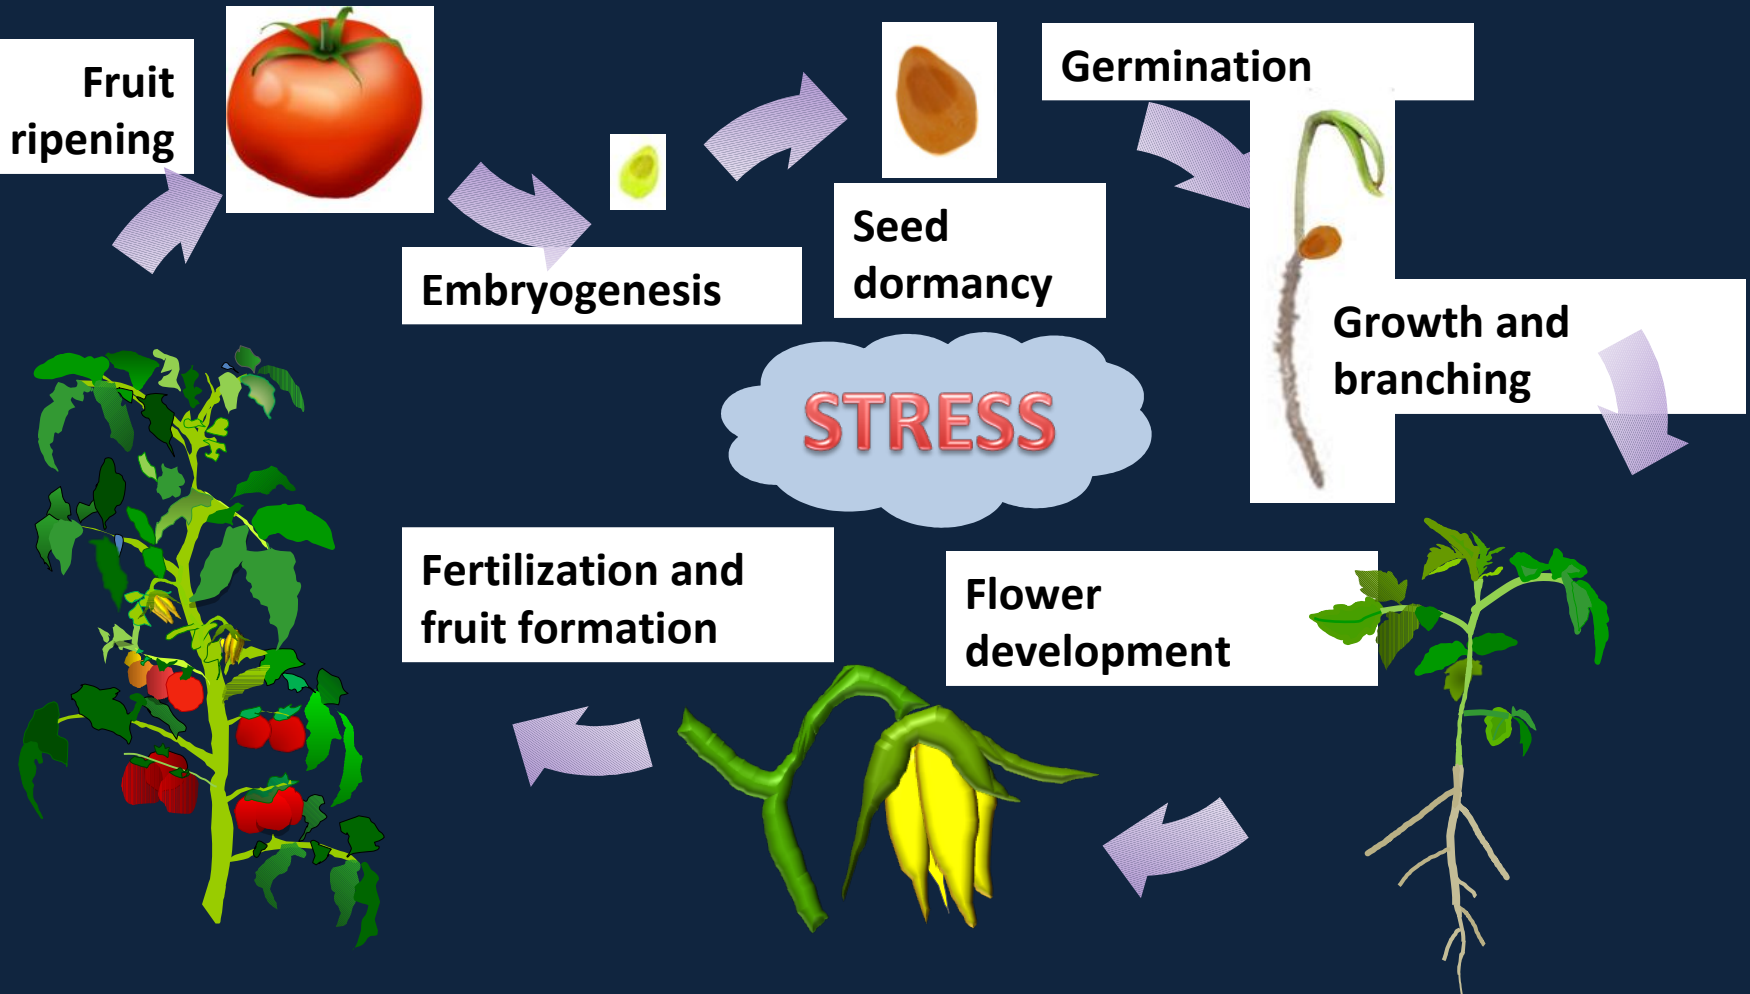 Fruit
ripening
Embryogenesis
Seed
dormancy
Germination
Growth and
branching
STRESS
Fertilization and
fruit formation
Flower
development